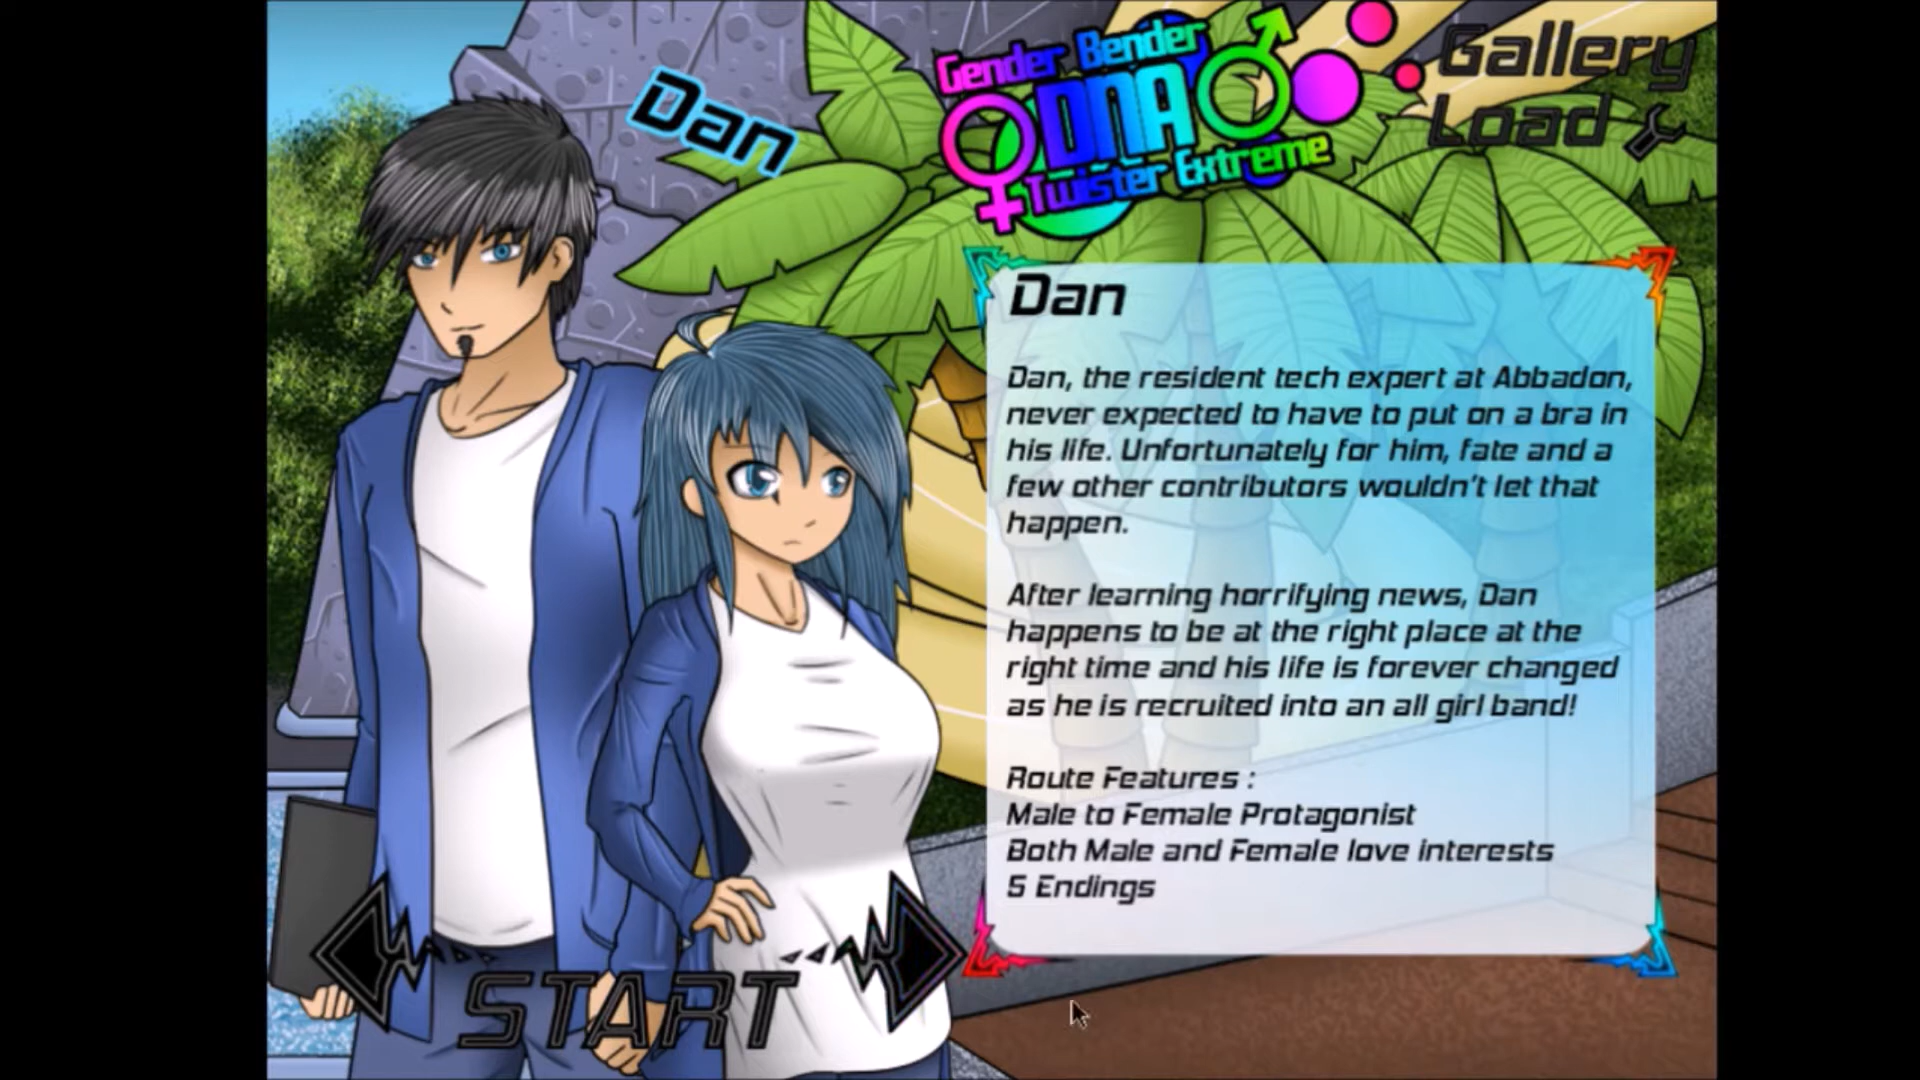 Dan
Gender Bender
DNA
Twister Extreme
Gallery
Load
Dan
Dan, the resident tech expert at Abbadon,
never expected to have to put on a bra in
his life. Unfortunately for him, fate and a
few other contributors wouldn't let that
happen.
After learning horrifying news, Dan
happens to be at the right place at the
right time and his life is forever changed
as he is recruited into an all girl band!
Route Features :
Male to Female Protagonist
Both Male and Female love interests
5 Endings
START